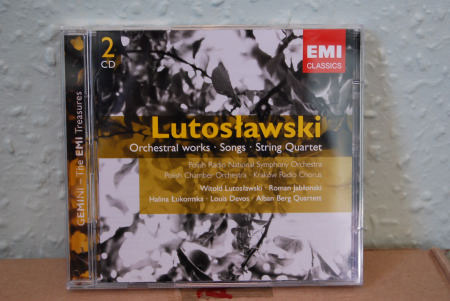 2
CD
EMI
CLASSICS
GEMINI – The EMI Treasures
Lutosławski
Orchestral works · Songs · String Quartet
Polish Radio National Symphony Orchestra
Polish Chamber Orchestra · Kraków Radio Chorus
Witold Lutosławski · Roman Jabłoński
Halina Łukomska · Louis Devos · Alban Berg Quartett